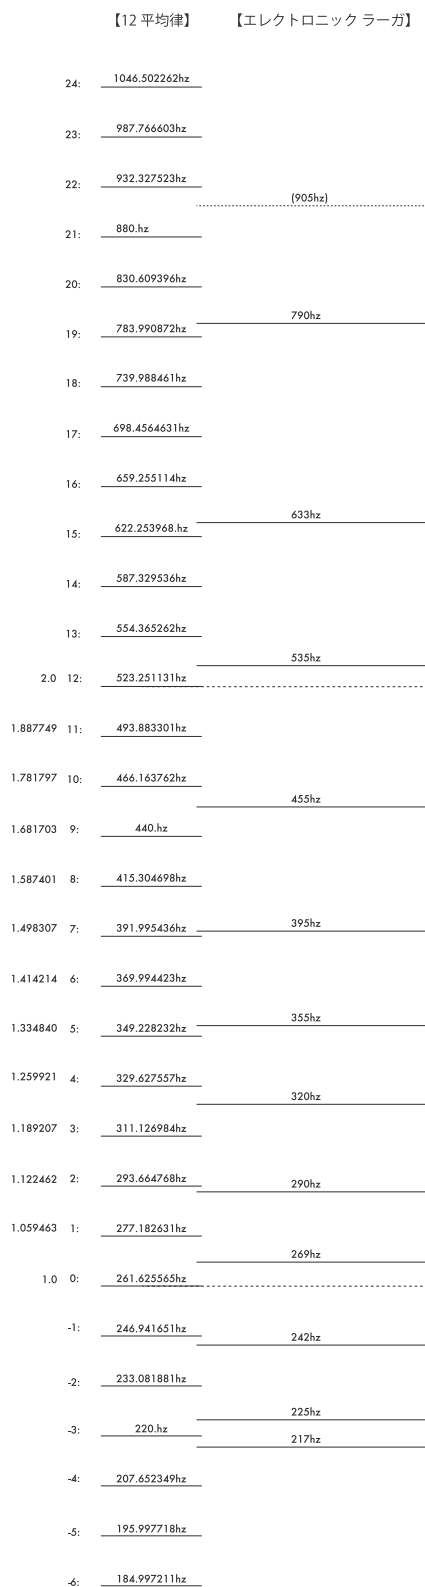 【12 平均律】 【エレクトロニック ラーガ】
24: 1046.502262hz
23: 987.766603hz
22: 932.327523hz
(905hz)
21: 880.hz
20: 830.609396hz
790hz
19: 783.990872hz
18: 739.988461hz
17: 698.4564631hz
16: 659.255114hz
633hz
15: 622.253968.hz
14: 587.329536hz
13: 554.365262hz
535hz
2.0 12: 523.251131hz
1.887749 11: 493.883301hz
1.781797 10: 466.163762hz
455hz
1.681703 9: 440.hz
1.587401 8: 415.304698hz
395hz
1.498307 7: 391.995436hz
1.414214 6: 369.994423hz
355hz
1.334840 5: 349.228232hz
1.259921 4: 329.627557hz
320hz
1.189207 3: 311.126984hz
1.122462 2: 293.664768hz
290hz
1.059463 1: 277.182631hz
269hz
1.0 0: 261.625565hz
-1: 246.941651hz
242hz
-2: 233.081881hz
225hz
-3: 220.hz
217hz
-4: 207.652349hz
-5: 195.997718hz
-6: 184.997211hz